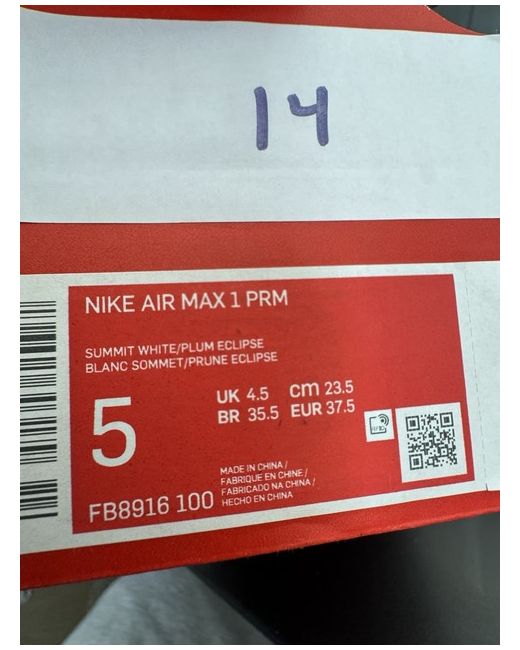 14
NIKE AIR MAX 1 PRM
SUMMIT WHITE/PLUM ECLIPSE
BLANC SOMMET/PRUNE ECLIPSE
5
UK 4.5 cm 23.5
BR 35.5 EUR 37.5
MADE IN CHINA /
FABRIQUE EN CHINE /
FABRICADO NA CHINA /
HECHO EN CHINA
FB8916 100